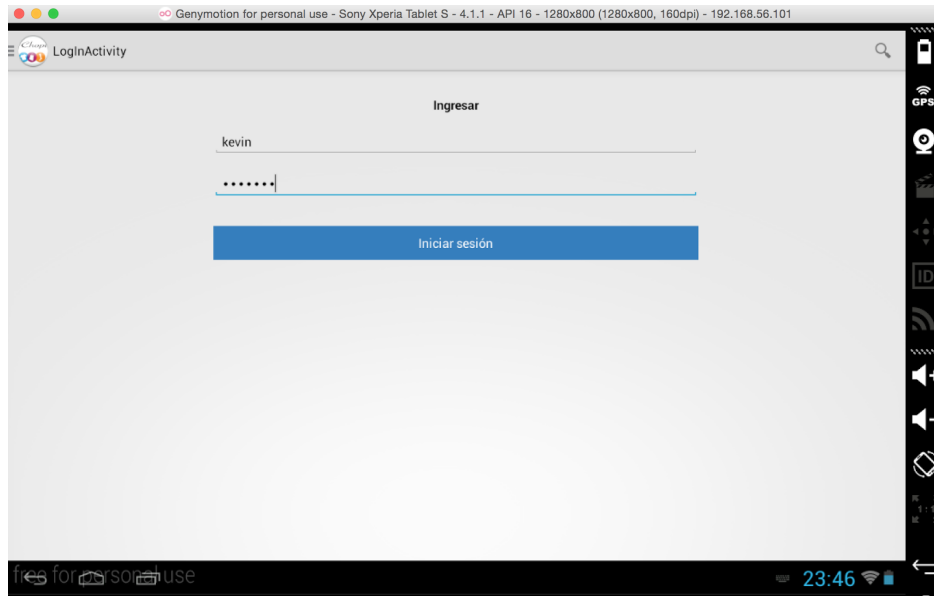 Genymotion for personal use - Sony Xperia Tablet S - 4.1.1 - API 16 - 1280x800 (1280x800, 160dpi) - 192.168.56.101
LogInActivity
GPS
Ingresar
kevin
•••••••
Iniciar sesión
ID
free for personal use
23:46